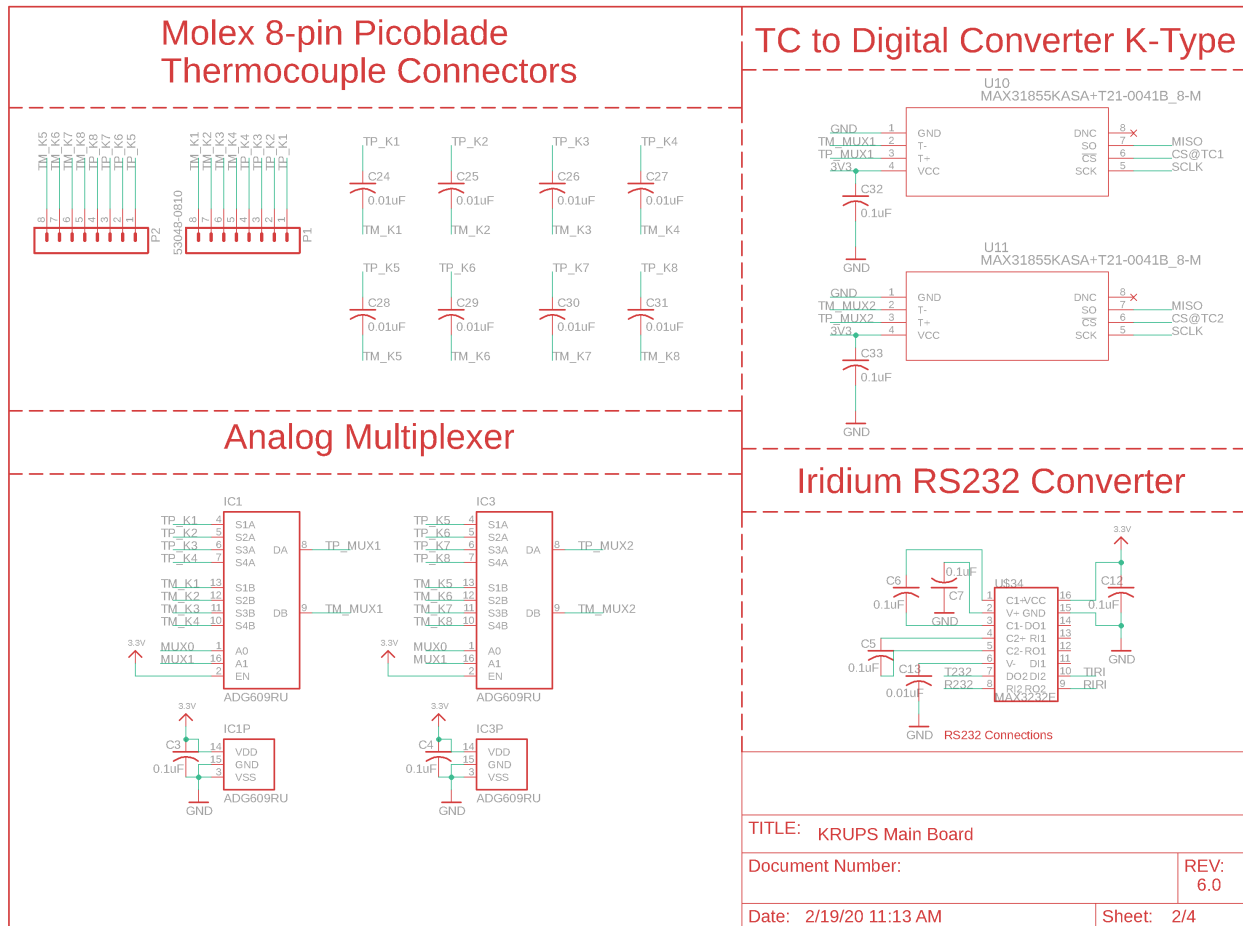 Molex 8-pin Picoblade
Thermocouple Connectors
TM_K5
TM_K6
TM_K7
TM_K8
TP_K8
TP_K7
TP_K6
TP_K5
8 7 6 5 4 3 2 1
P2
53048-0810
TM_K1
TM_K2
TM_K3
TM_K4
TP_K4
TP_K3
TP_K2
TP_K1
8 7 6 5 4 3 2 1
P1
TP_K1 TP_K2 TP_K3 TP_K4
C24 C25 C26 C27
0.01uF 0.01uF 0.01uF 0.01uF
TM_K1 TM_K2 TM_K3 TM_K4
TP_K5 TP_K6 TP_K7 TP_K8
C28 C29 C30 C31
0.01uF 0.01uF 0.01uF 0.01uF
TM_K5 TM_K6 TM_K7 TM_K8
TC to Digital Converter K-Type
U10
MAX31855KASA+T21-0041B_8-M
GND 1 GND DNC 8
TM_MUX1 2 T- SO 7 MISO
TP_MUX1 3 T+ CS 6 CS@TC1
3V3 4 VCC SCK 5 SCLK
C32
0.1uF
GND
U11
MAX31855KASA+T21-0041B_8-M
GND 1 GND DNC 8
TM_MUX2 2 T- SO 7 MISO
TP_MUX2 3 T+ CS 6 CS@TC2
3V3 4 VCC SCK 5 SCLK
C33
0.1uF
GND
Analog Multiplexer
IC1
TP_K1 4 S1A
TP_K2 5 S2A
TP_K3 6 S3A DA 8 TP_MUX1
TP_K4 7 S4A
TM_K1 13 S1B
TM_K2 12 S2B
TM_K3 11 S3B DB 9 TM_MUX1
TM_K4 10 S4B
3.3V
MUX0 1 A0
MUX1 16 A1
2 EN
ADG609RU
3.3V
IC1P
C3 14 VDD
0.1uF 15 GND
3 VSS
ADG609RU
GND
IC3
TP_K5 4 S1A
TP_K6 5 S2A
TP_K7 6 S3A DA 8 TP_MUX2
TP_K8 7 S4A
TM_K5 13 S1B
TM_K6 12 S2B
TM_K7 11 S3B DB 9 TM_MUX2
TM_K8 10 S4B
3.3V
MUX0 1 A0
MUX1 16 A1
2 EN
ADG609RU
3.3V
IC3P
C4 14 VDD
0.1uF 15 GND
3 VSS
ADG609RU
GND
Iridium RS232 Converter
3.3V
C6
0.1uF
0.1uF
C7
GND
U$34
C12
0.1uF
GND
1 C1+ VCC 16
2 V+ GND 15
3 C1- DO1 14
4 C2+ RI1 13
5 C2- RO1 12
6 V- DI1 11
T232 7 DO2 DI2 10 TIRI
R232 8 RI2 RO2 9 RIRI
MAX3232E
C5
0.1uF
C13
0.01uF
GND
RS232 Connections
TITLE: KRUPS Main Board
Document Number:
REV:
6.0
Date: 2/19/20 11:13 AM
Sheet: 2/4